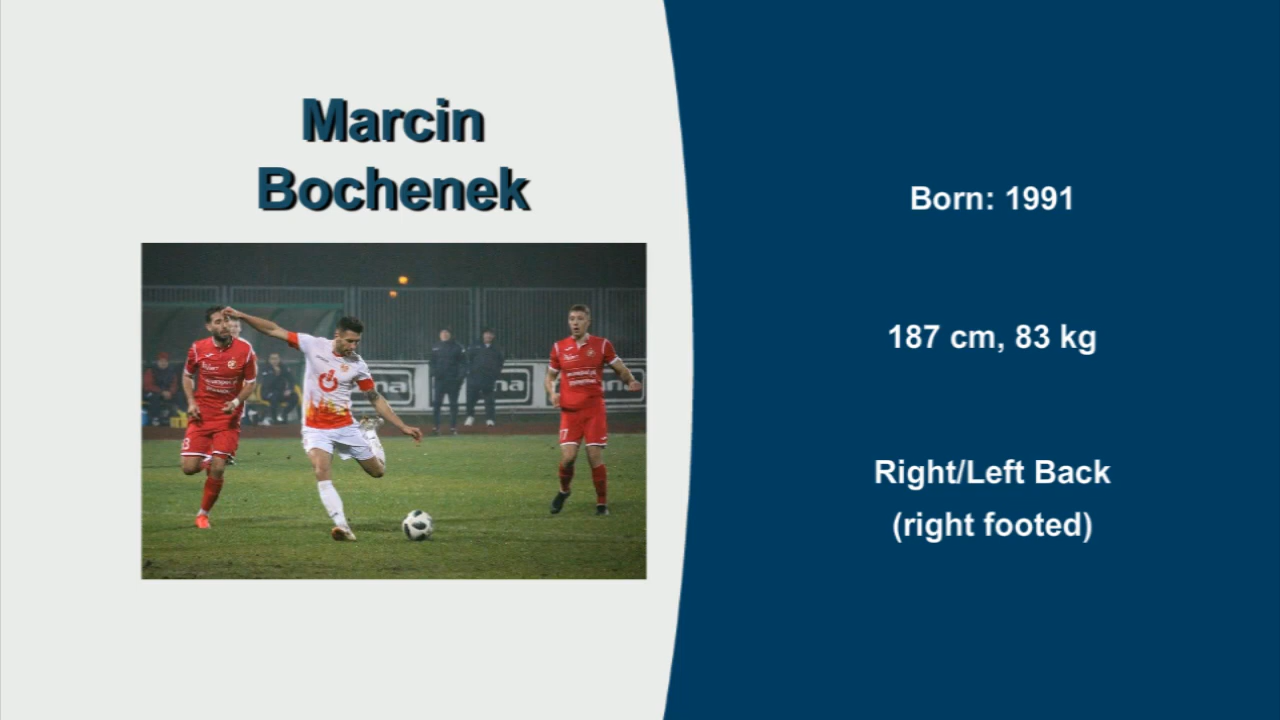 Marcin
Bochenek
Born: 1991
187 cm, 83 kg
Right/Left Back
(right footed)